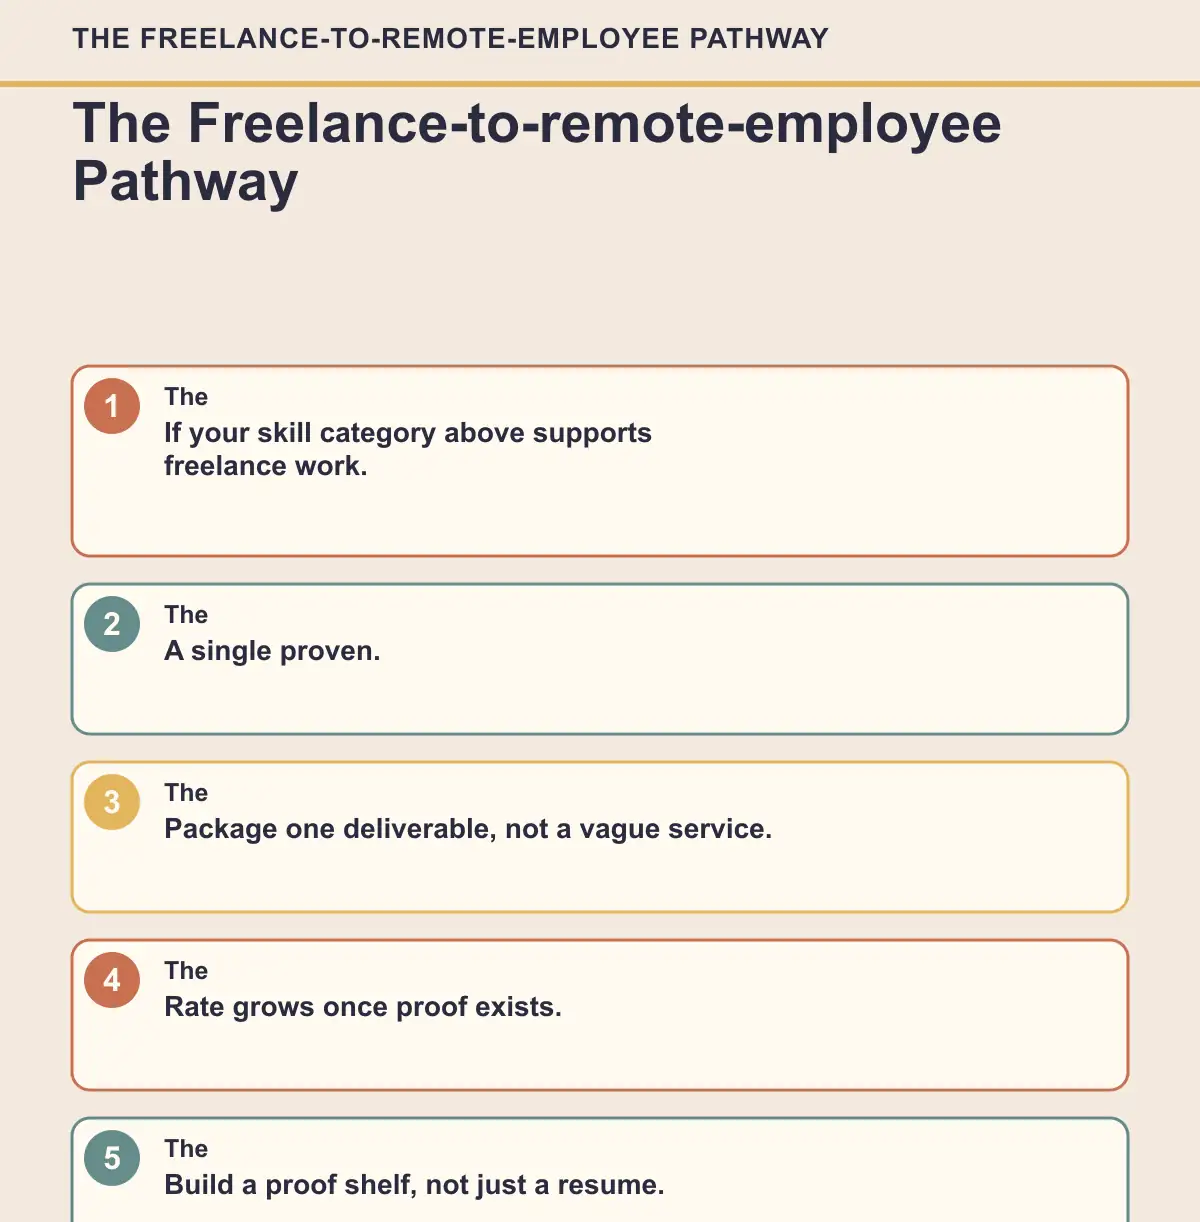 THE FREELANCE-TO-REMOTE-EMPLOYEE PATHWAY
The Freelance-to-remote-employee
Pathway
1
The
If your skill category above supports
freelance work.
2
The
A single proven.
3
The
Package one deliverable, not a vague service.
4
The
Rate grows once proof exists.
5
The
Build a proof shelf, not just a resume.